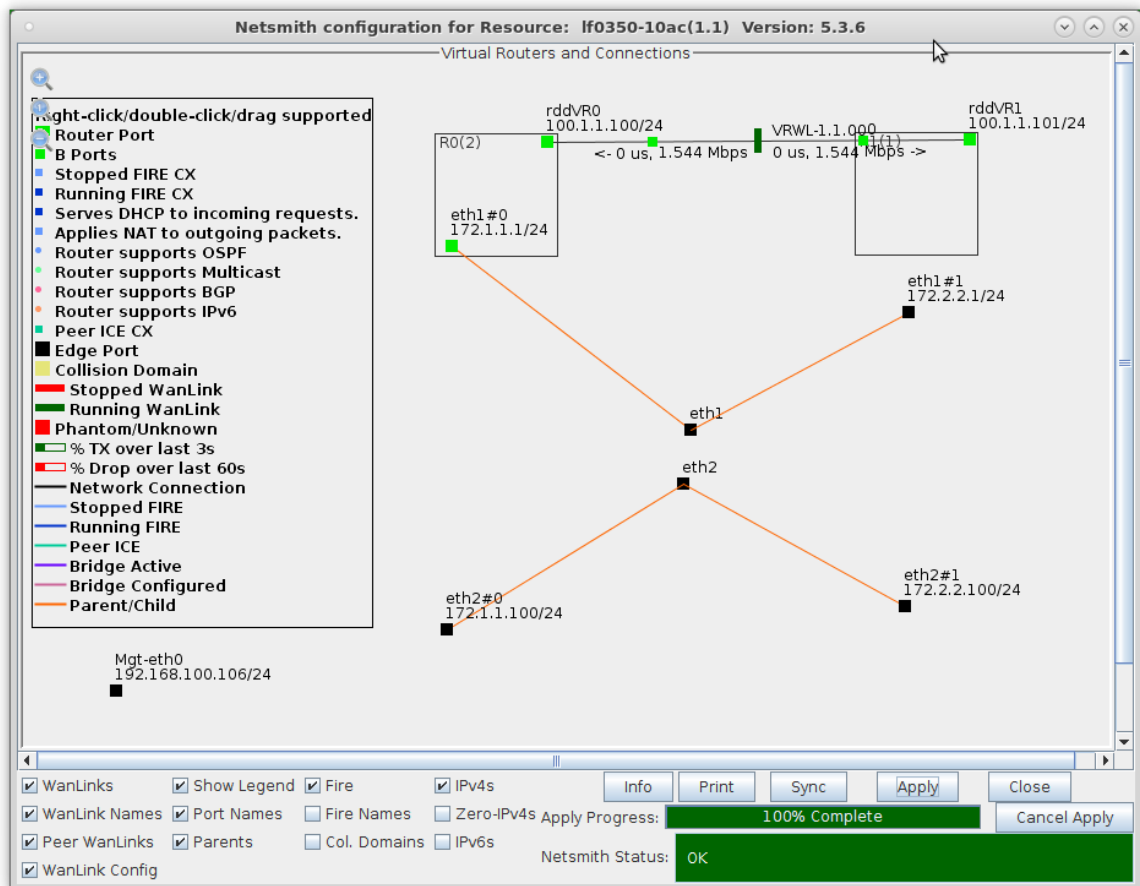 Netsmith configuration for Resource: lf0350-10ac(1.1) Version: 5.3.6
Virtual Routers and Connections
ght-click/double-click/drag supported
Router Port
B Ports
Stopped FIRE CX
Running FIRE CX
Serves DHCP to incoming requests.
Applies NAT to outgoing packets.
Router supports OSPF
Router supports Multicast
Router supports BGP
Router supports IPv6
Peer ICE CX
Edge Port
Collision Domain
Stopped WanLink
Running WanLink
Phantom/Unknown
% TX over last 3s
% Drop over last 60s
Network Connection
Stopped FIRE
Running FIRE
Peer ICE
Bridge Active
Bridge Configured
Parent/Child
rddVR0
100.1.1.100/24
R0(2)
VRWL-1.1.000
<- 0 us, 1.544 Mbps
0 us, 1.544 Mbps ->
rddVR1
100.1.1.101/24
1(1)
eth1#0
172.1.1.1/24
eth1#1
172.2.2.1/24
eth1
eth2
eth2#0
172.1.1.100/24
eth2#1
172.2.2.100/24
Mgt-eth0
192.168.100.106/24
WanLinks
Show Legend
Fire
IPv4s
Info
Print
Sync
Apply
Close
WanLink Names
Port Names
Fire Names
Zero-IPv4s
Apply Progress:
100% Complete
Cancel Apply
Peer WanLinks
Parents
Col. Domains
IPv6s
Netsmith Status:
OK
WanLink Config